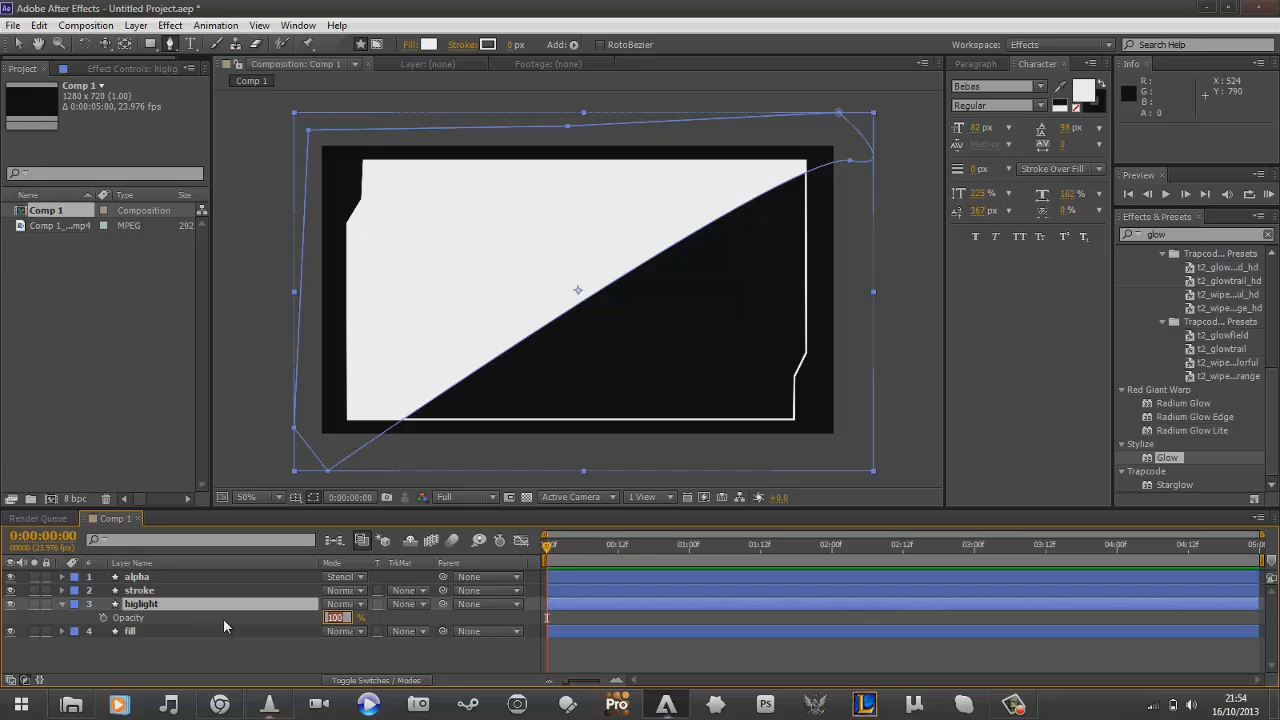 Adobe After Effects - Untitled Project.aep *
File Edit Composition Layer Effect Animation View Window Help
Fill: Stroke: 0 px Add: RotoBezier Workspace: Effects Search Help
Project Effect Controls: higlig Composition: Comp 1 Layer: (none) Footage: (none) Paragraph Character Info
Comp 1
Comp 1
1280 x 720 (1.00)
Δ 0:00:05:00, 23.976 fps
Name Type Size
Comp 1 Composition
Comp 1_...mp4 MPEG 292
8 bpc
Bebas
Regular
82 px 98 px
Metrics 0
0 px Stroke Over Fill
225 % 162 %
367 px 0 %
T T TT Tr T¹ T₁
R : X : 524
G : Y : 790
B :
A : 0
Preview
Effects & Presets
glow
Trapcod... Presets
t2_glow...d_hd
t2_glowtrail_hd
t2_wipe...ul_hd
t2_wipe...ge_hd
Trapcod... Presets
t2_glowfield
t2_glowtrail
t2_wipe...lorful
t2_wipe...range
Red Giant Warp
Radium Glow
Radium Glow Edge
Radium Glow Lite
Stylize
Glow
Trapcode
Starglow
50% 0:00:00:00 Full Active Camera 1 View +0.0
Render Queue Comp 1
0:00:00:00
00000 (23.976 fps)
:00f 00:12f 01:00f 01:12f 02:00f 02:12f 03:00f 03:12f 04:00f 04:12f 05:0
# Layer Name Mode T TrkMat Parent
1 alpha Stencil None
2 stroke Norma None None
3 higlight Norma None None
Opacity 100 %
4 fill Norma None None
Toggle Switches / Modes
Pro PS L
21:54
16/10/2013